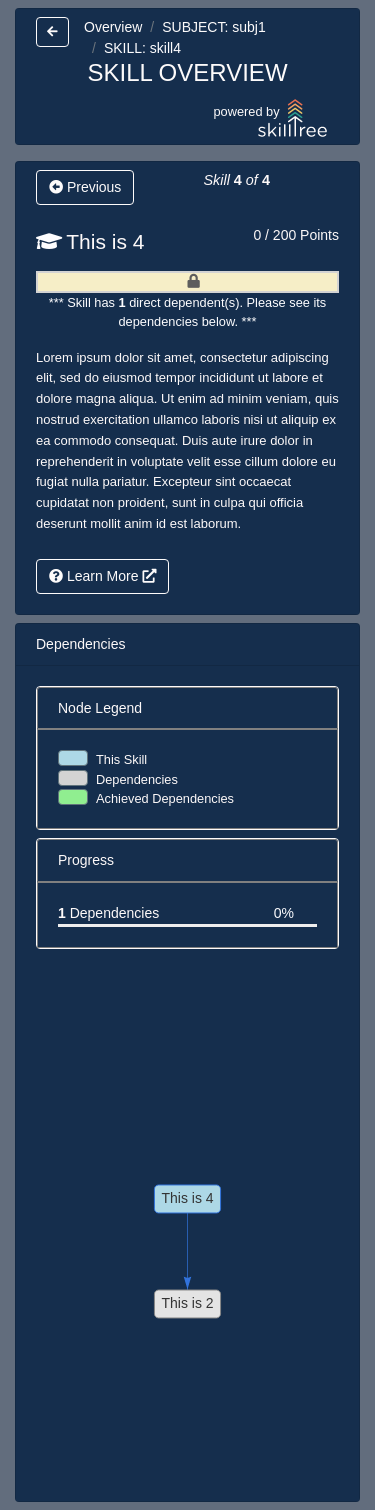 Overview / SUBJECT: subj1
/ SKILL: skill4
SKILL OVERVIEW
powered by
skilltree
Previous
Skill 4 of 4
This is 4
0 / 200 Points
*** Skill has 1 direct dependent(s). Please see its
dependencies below. ***
Lorem ipsum dolor sit amet, consectetur adipiscing
elit, sed do eiusmod tempor incididunt ut labore et
dolore magna aliqua. Ut enim ad minim veniam, quis
nostrud exercitation ullamco laboris nisi ut aliquip ex
ea commodo consequat. Duis aute irure dolor in
reprehenderit in voluptate velit esse cillum dolore eu
fugiat nulla pariatur. Excepteur sint occaecat
cupidatat non proident, sunt in culpa qui officia
deserunt mollit anim id est laborum.
Learn More
Dependencies
Node Legend
This Skill
Dependencies
Achieved Dependencies
Progress
1 Dependencies 0%
This is 4
This is 2